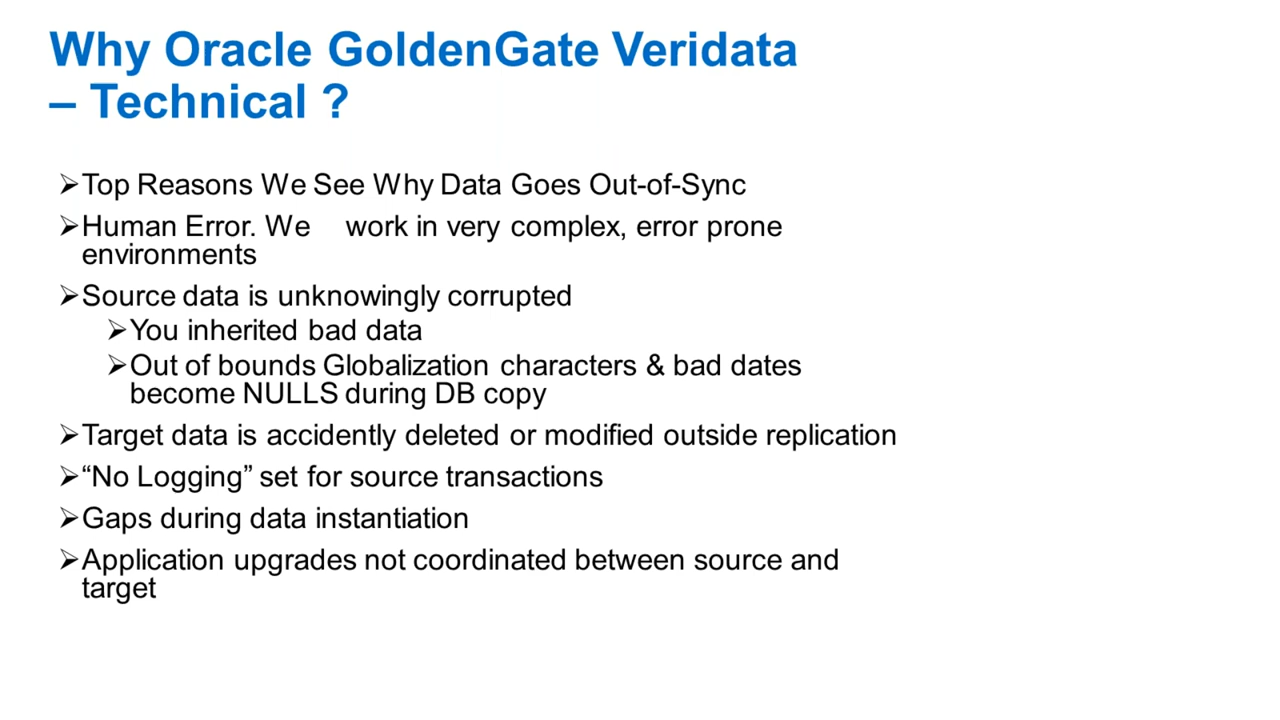 Why Oracle GoldenGate Veridata
– Technical ?
➢Top Reasons We See Why Data Goes Out-of-Sync
➢Human Error. We work in very complex, error prone
environments
➢Source data is unknowingly corrupted
➢You inherited bad data
➢Out of bounds Globalization characters & bad dates
become NULLS during DB copy
➢Target data is accidently deleted or modified outside replication
➢“No Logging” set for source transactions
➢Gaps during data instantiation
➢Application upgrades not coordinated between source and
target